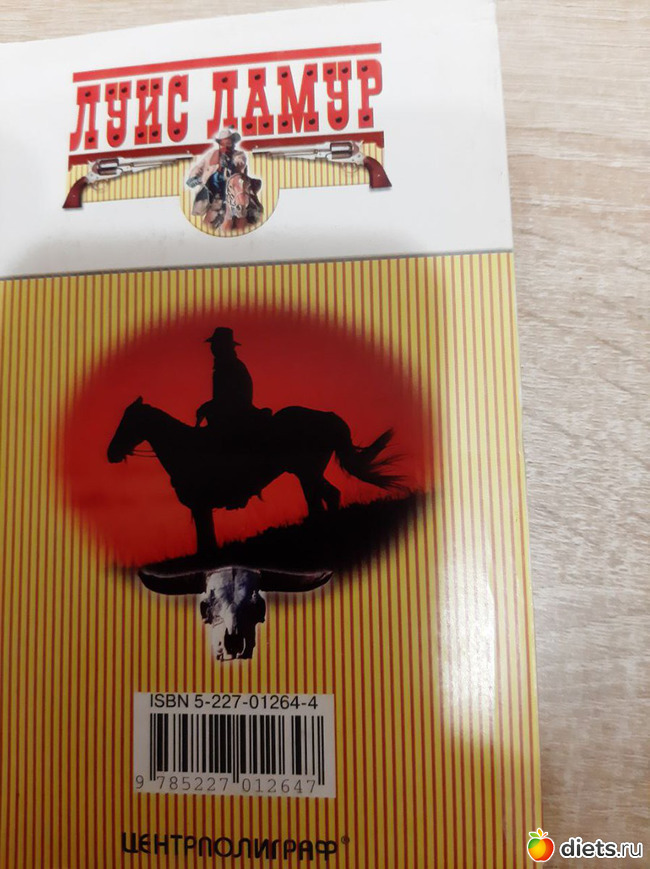 ЛУИС ЛАМУР
ISBN 5-227-01264-4
9 785227 012647
ЦЕНТРПОЛИГРАФ®
diets.ru